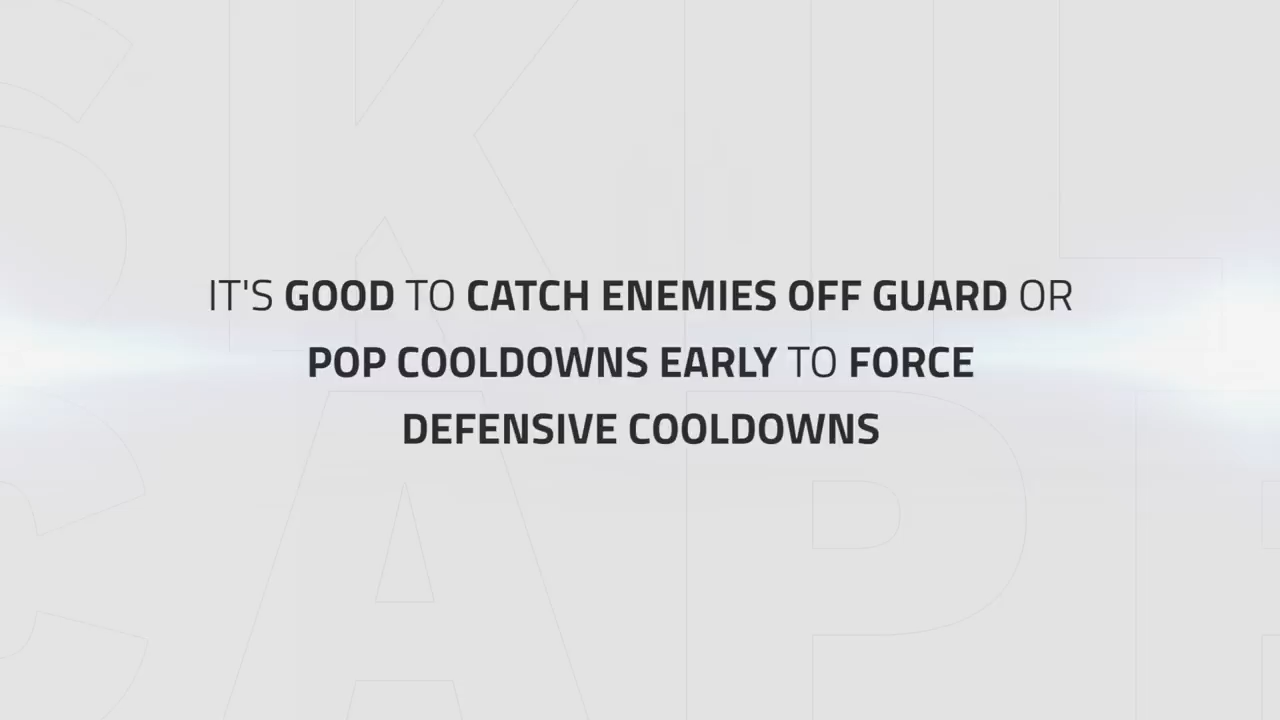 IT'S GOOD TO CATCH ENEMIES OFF GUARD OR
POP COOLDOWNS EARLY TO FORCE
DEFENSIVE COOLDOWNS